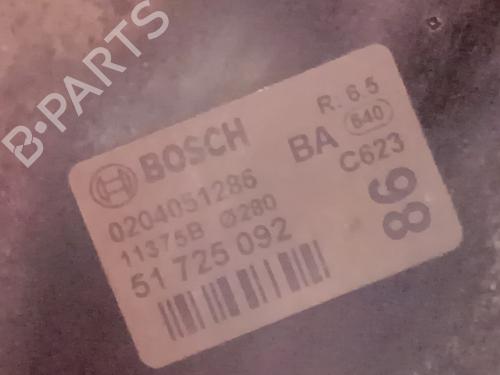 B-PARTS
BOSCH
R. 6.5
BA
640
0204051286
C623
11375B Ø280
51 725 092
86